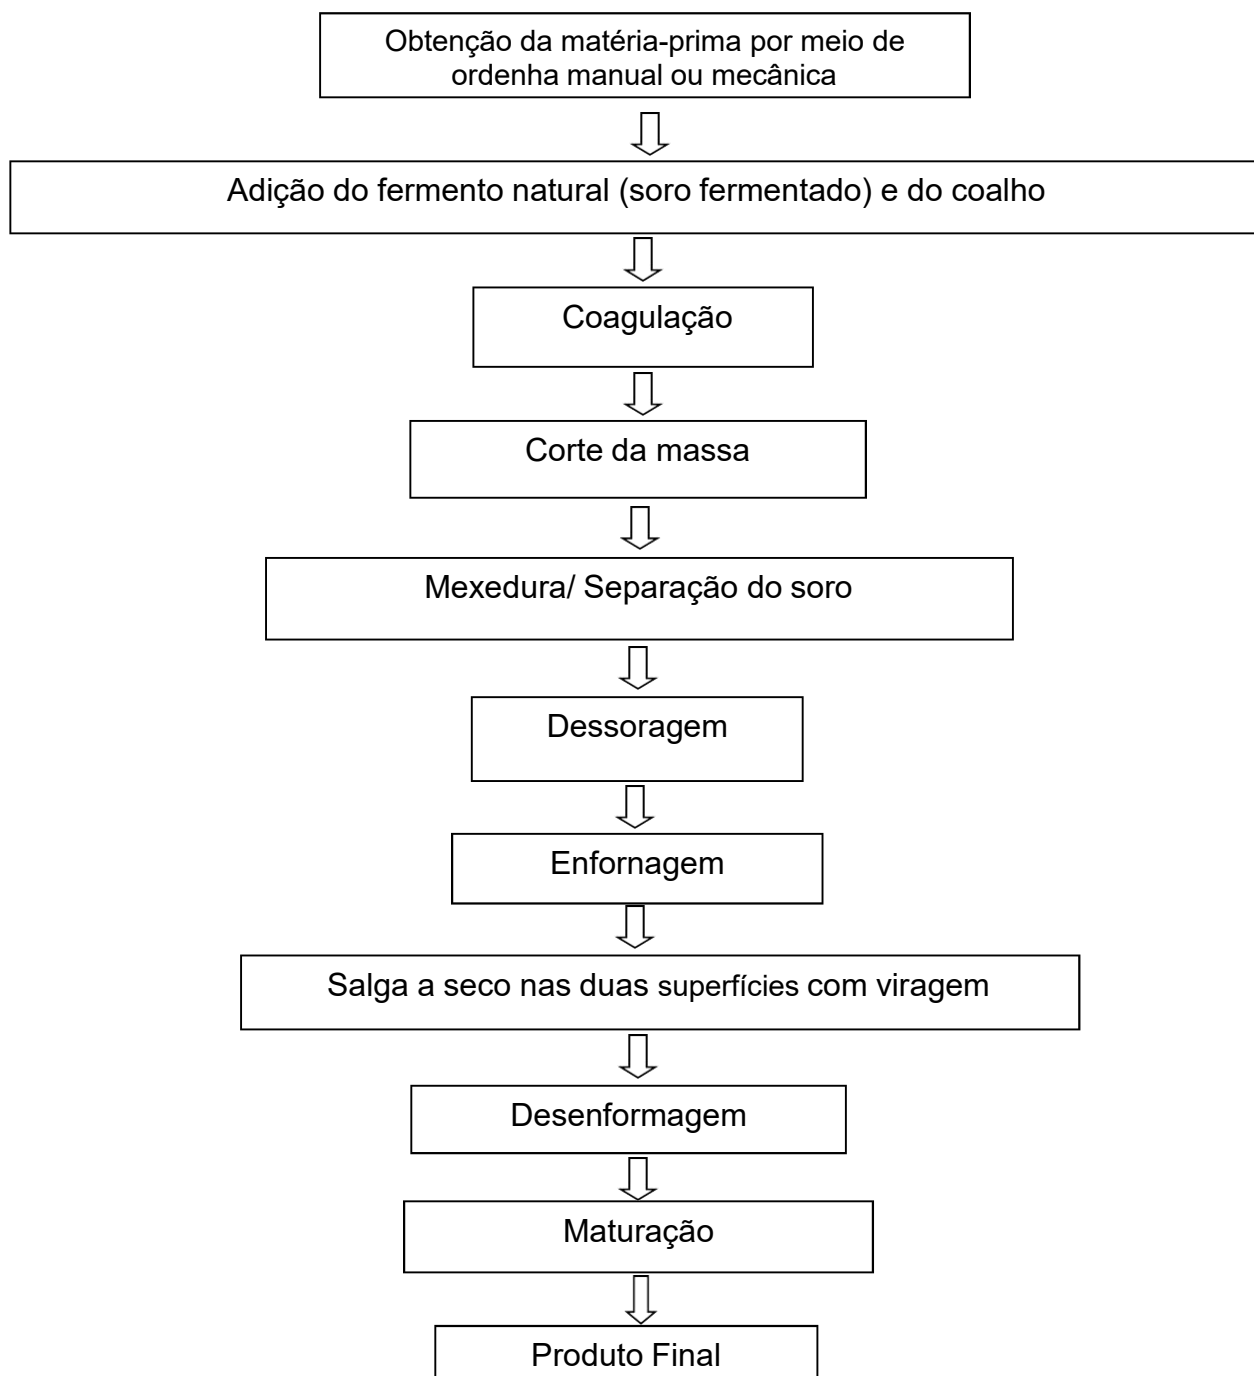 Obtenção da matéria-prima por meio de
ordenha manual ou mecânica
Adição do fermento natural (soro fermentado) e do coalho
Coagulação
Corte da massa
Mexedura/ Separação do soro
Dessoragem
Enfornagem
Salga a seco nas duas superfícies com viragem
Desenformagem
Maturação
Produto Final